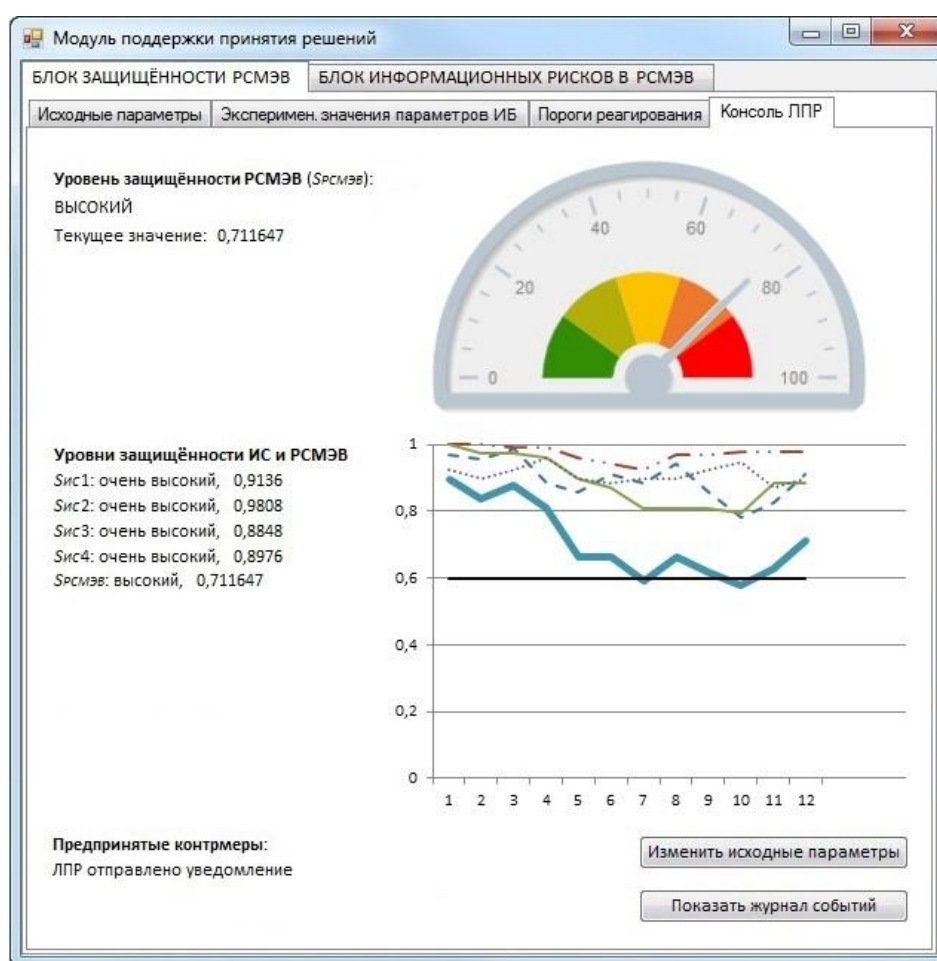 Модуль поддержки принятия решений
БЛОК ЗАЩИЩЁННОСТИ РСМЭВ БЛОК ИНФОРМАЦИОННЫХ РИСКОВ В РСМЭВ
Исходные параметры Эксперимен. значения параметров ИБ Пороги реагирования Консоль ЛПР
Уровень защищённости РСМЭВ (SРСМЭВ):
ВЫСОКИЙ
Текущее значение: 0,711647
0 20 40 60 80 100
Уровни защищённости ИС и РСМЭВ
Sис1: очень высокий, 0,9136
Sис2: очень высокий, 0,9808
Sис3: очень высокий, 0,8848
Sис4: очень высокий, 0,8976
SРСМЭВ: высокий, 0,711647
1
0,8
0,6
0,4
0,2
0
1 2 3 4 5 6 7 8 9 10 11 12
Предпринятые контрмеры:
ЛПР отправлено уведомление
Изменить исходные параметры
Показать журнал событий